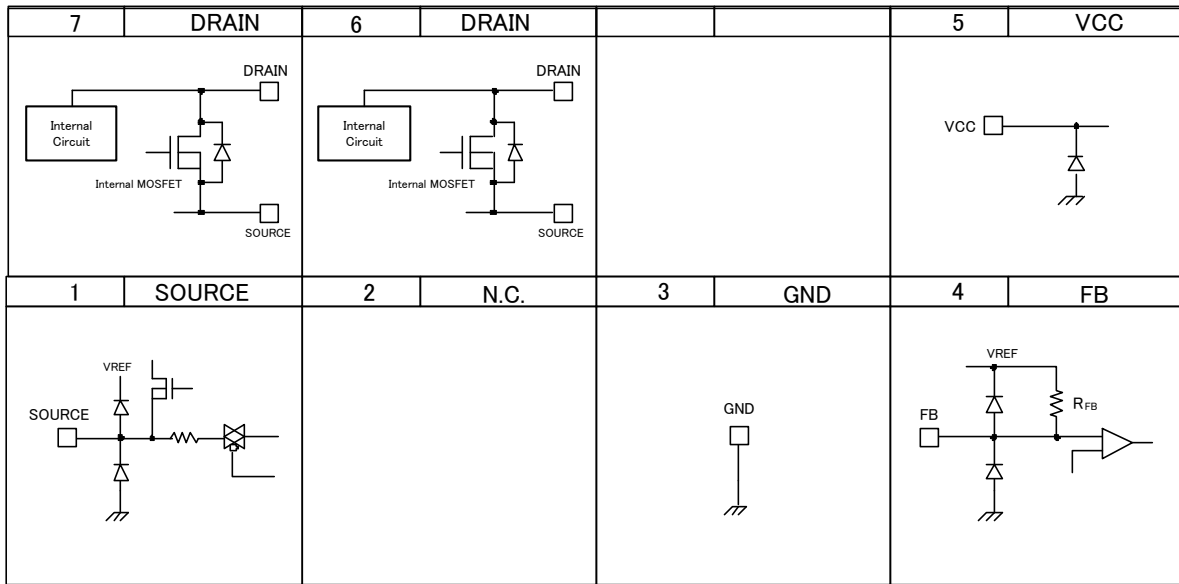 7 DRAIN 6 DRAIN 5 VCC
DRAIN
Internal
Circuit
Internal MOSFET
SOURCE
DRAIN
Internal
Circuit
Internal MOSFET
SOURCE
VCC
1 SOURCE 2 N.C. 3 GND 4 FB
VREF
SOURCE
GND
VREF
FB
RFB